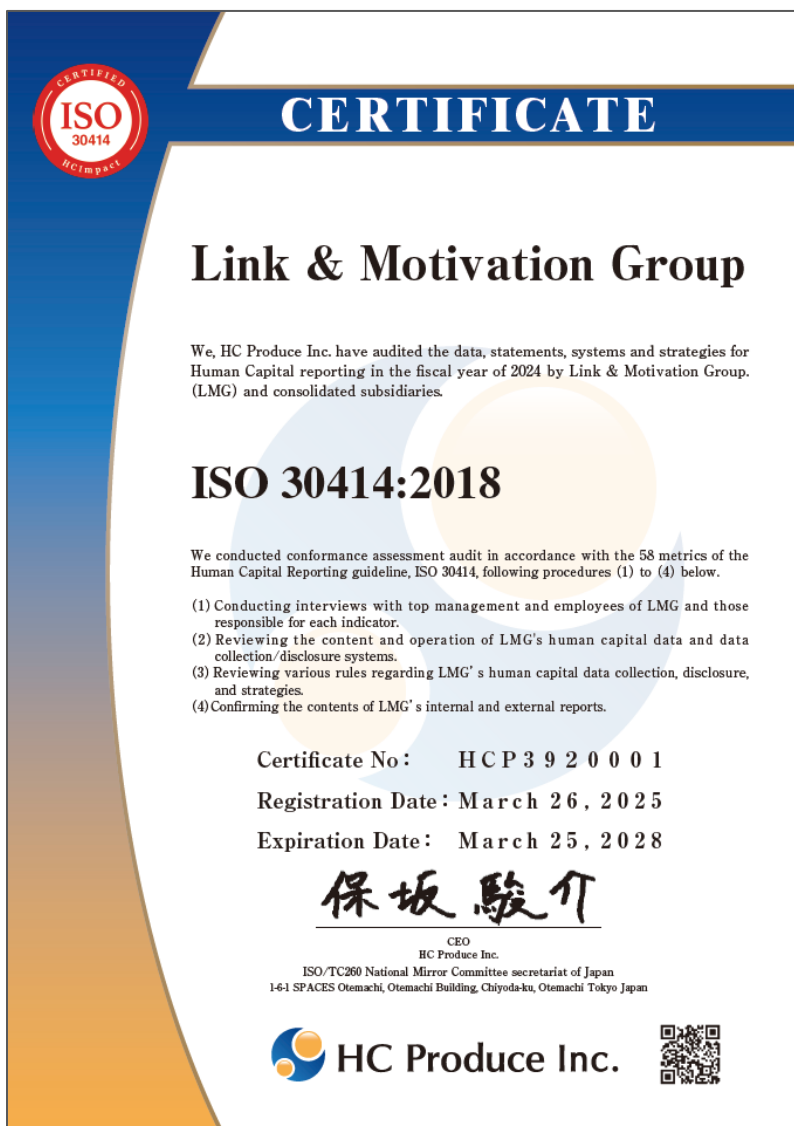 CERTIFIED
ISO
30414
HCImpact
CERTIFICATE
Link & Motivation Group
We, HC Produce Inc. have audited the data, statements, systems and strategies for
Human Capital reporting in the fiscal year of 2024 by Link & Motivation Group.
(LMG) and consolidated subsidiaries.
ISO 30414:2018
We conducted conformance assessment audit in accordance with the 58 metrics of the
Human Capital Reporting guideline, ISO 30414, following procedures (1) to (4) below.
(1) Conducting interviews with top management and employees of LMG and those
responsible for each indicator.
(2) Reviewing the content and operation of LMG's human capital data and data
collection/disclosure systems.
(3) Reviewing various rules regarding LMG's human capital data collection, disclosure,
and strategies.
(4) Confirming the contents of LMG's internal and external reports.
Certificate No: HCP3920001
Registration Date: March 26, 2025
Expiration Date: March 25, 2028
保坂駿介
CEO
HC Produce Inc.
ISO/TC260 National Mirror Committee secretariat of Japan
1-6-1 SPACES Otemachi, Otemachi Building, Chiyoda-ku, Otemachi Tokyo Japan
HC Produce Inc.